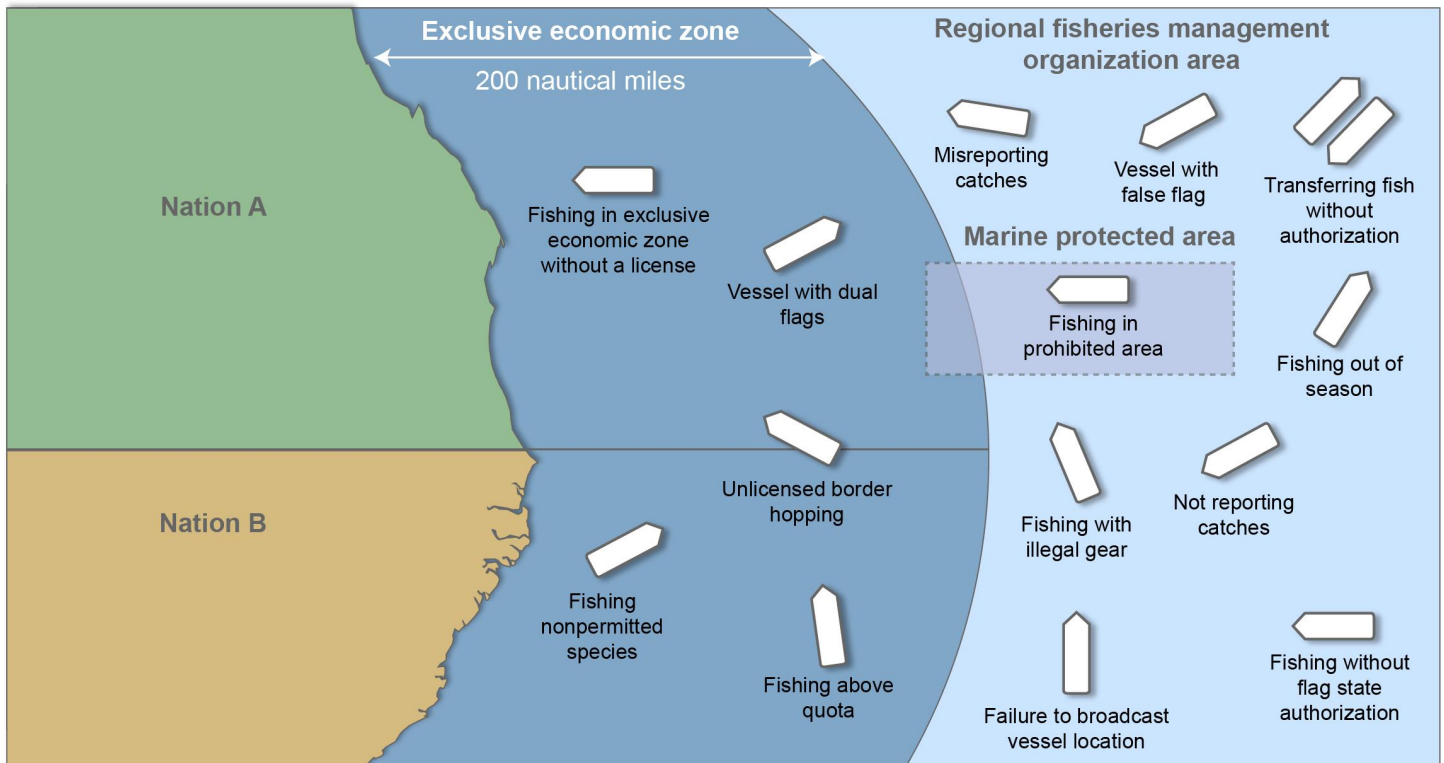 Exclusive economic zone
200 nautical miles
Regional fisheries management
organization area
Nation A
Fishing in exclusive
economic zone
without a license
Vessel with dual
flags
Misreporting
catches
Vessel with
false flag
Transferring fish
without
authorization
Marine protected area
Fishing in
prohibited area
Fishing out of
season
Nation B
Unlicensed border
hopping
Fishing
nonpermitted
species
Fishing above
quota
Fishing with
illegal gear
Not reporting
catches
Failure to broadcast
vessel location
Fishing without
flag state
authorization